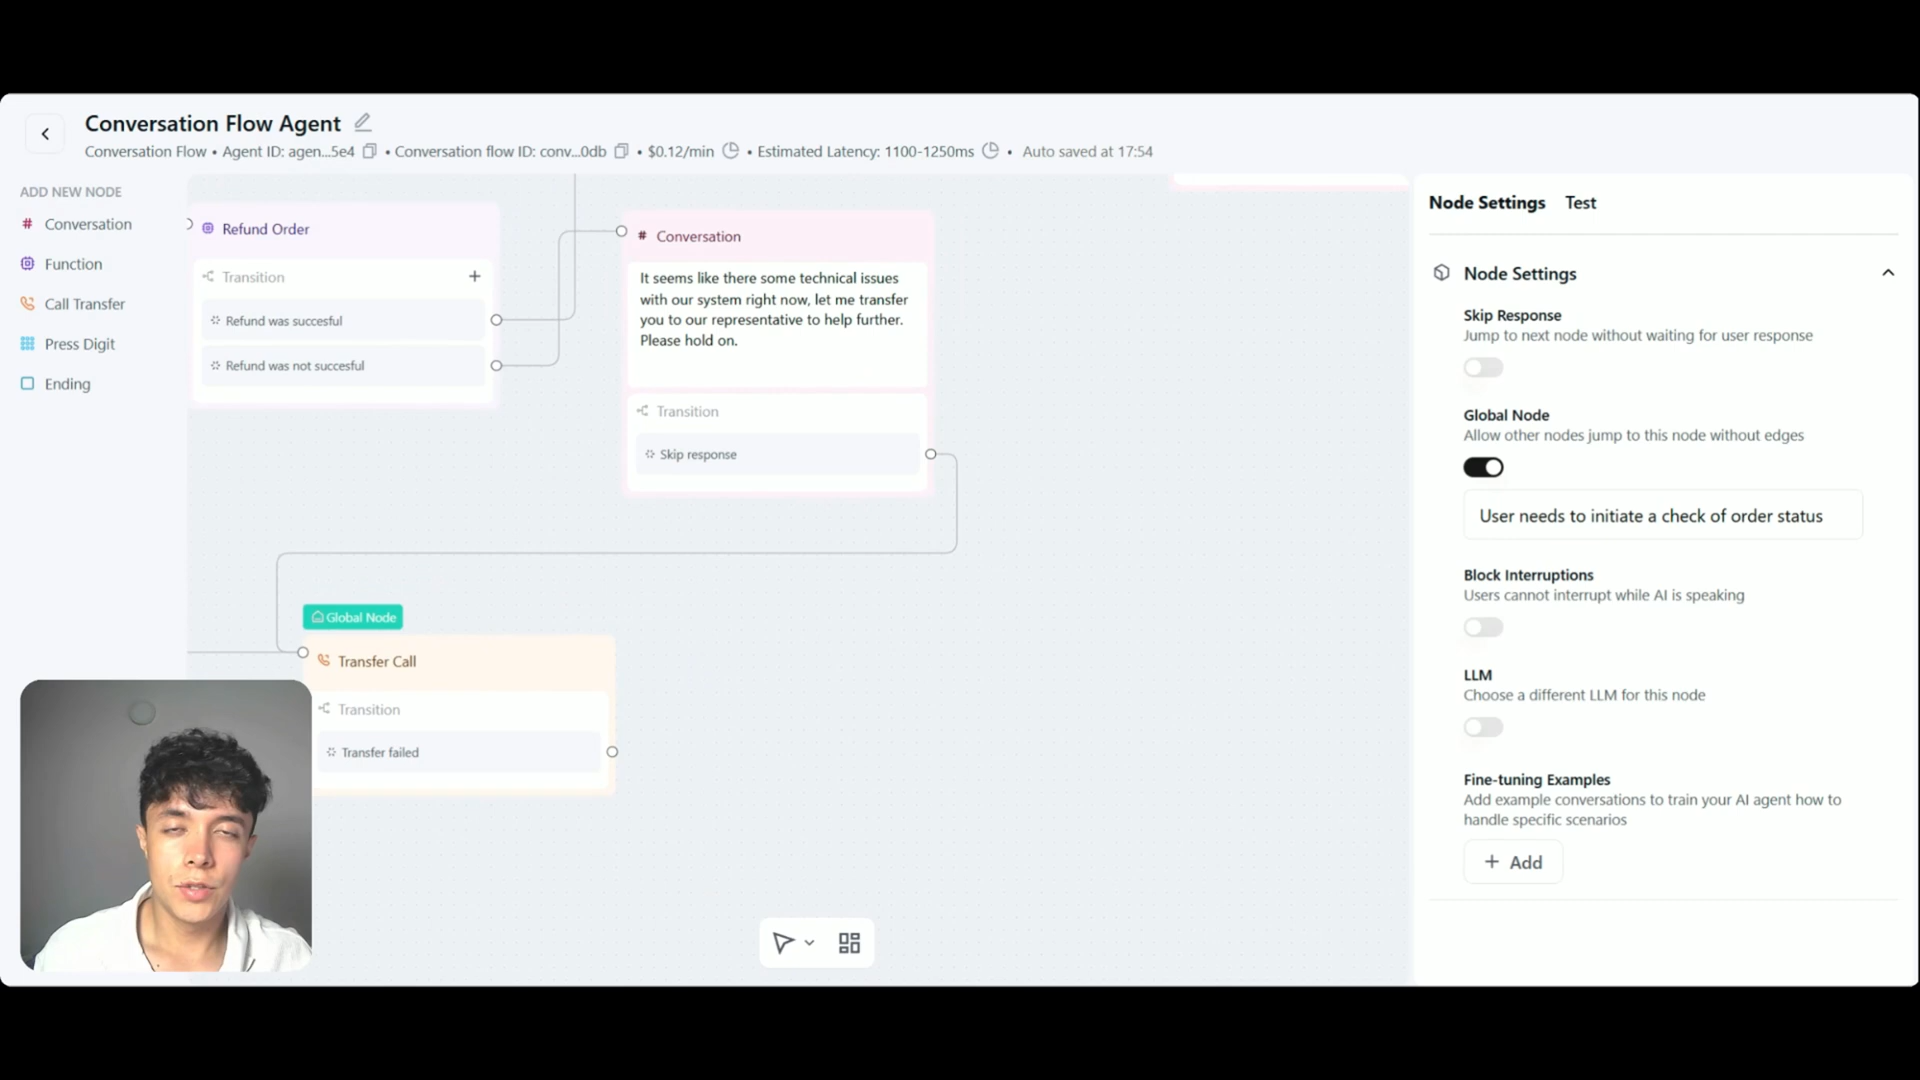 Conversation Flow Agent
Conversation Flow • Agent ID: agen...5e4 • Conversation flow ID: conv...0db • $0.12/min • Estimated Latency: 1100-1250ms • Auto saved at 17:54
ADD NEW NODE
# Conversation
Function
Call Transfer
Press Digit
Ending
Refund Order
Transition +
Refund was succesful
Refund was not succesful
# Conversation
It seems like there some technical issues
with our system right now, let me transfer
you to our representative to help further.
Please hold on.
Transition
Skip response
Global Node
Transfer Call
Transition
Transfer failed
Node Settings Test
Node Settings
Skip Response
Jump to next node without waiting for user response
Global Node
Allow other nodes jump to this node without edges
User needs to initiate a check of order status
Block Interruptions
Users cannot interrupt while AI is speaking
LLM
Choose a different LLM for this node
Fine-tuning Examples
Add example conversations to train your AI agent how to
handle specific scenarios
+ Add